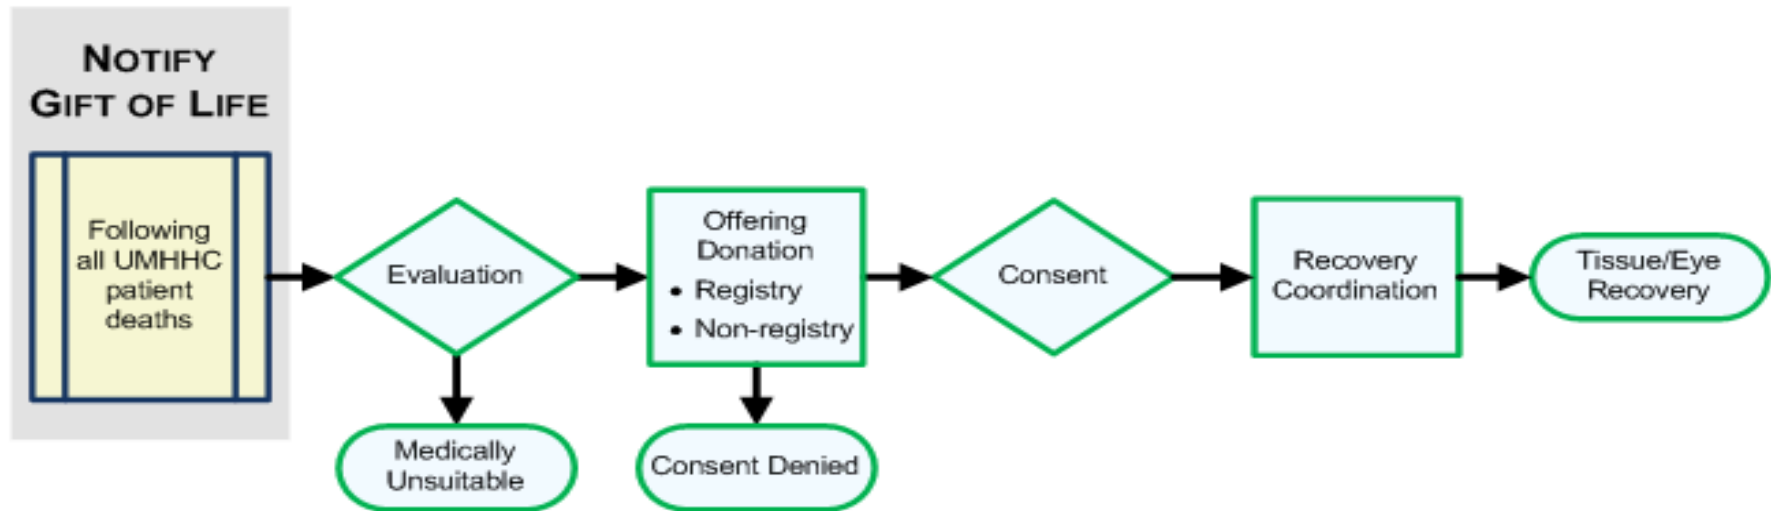 NOTIFY
GIFT OF LIFE
Following
all UMHHC
patient
deaths
Evaluation
Medically
Unsuitable
Offering
Donation
• Registry
• Non-registry
Consent Denied
Consent
Recovery
Coordination
Tissue/Eye
Recovery